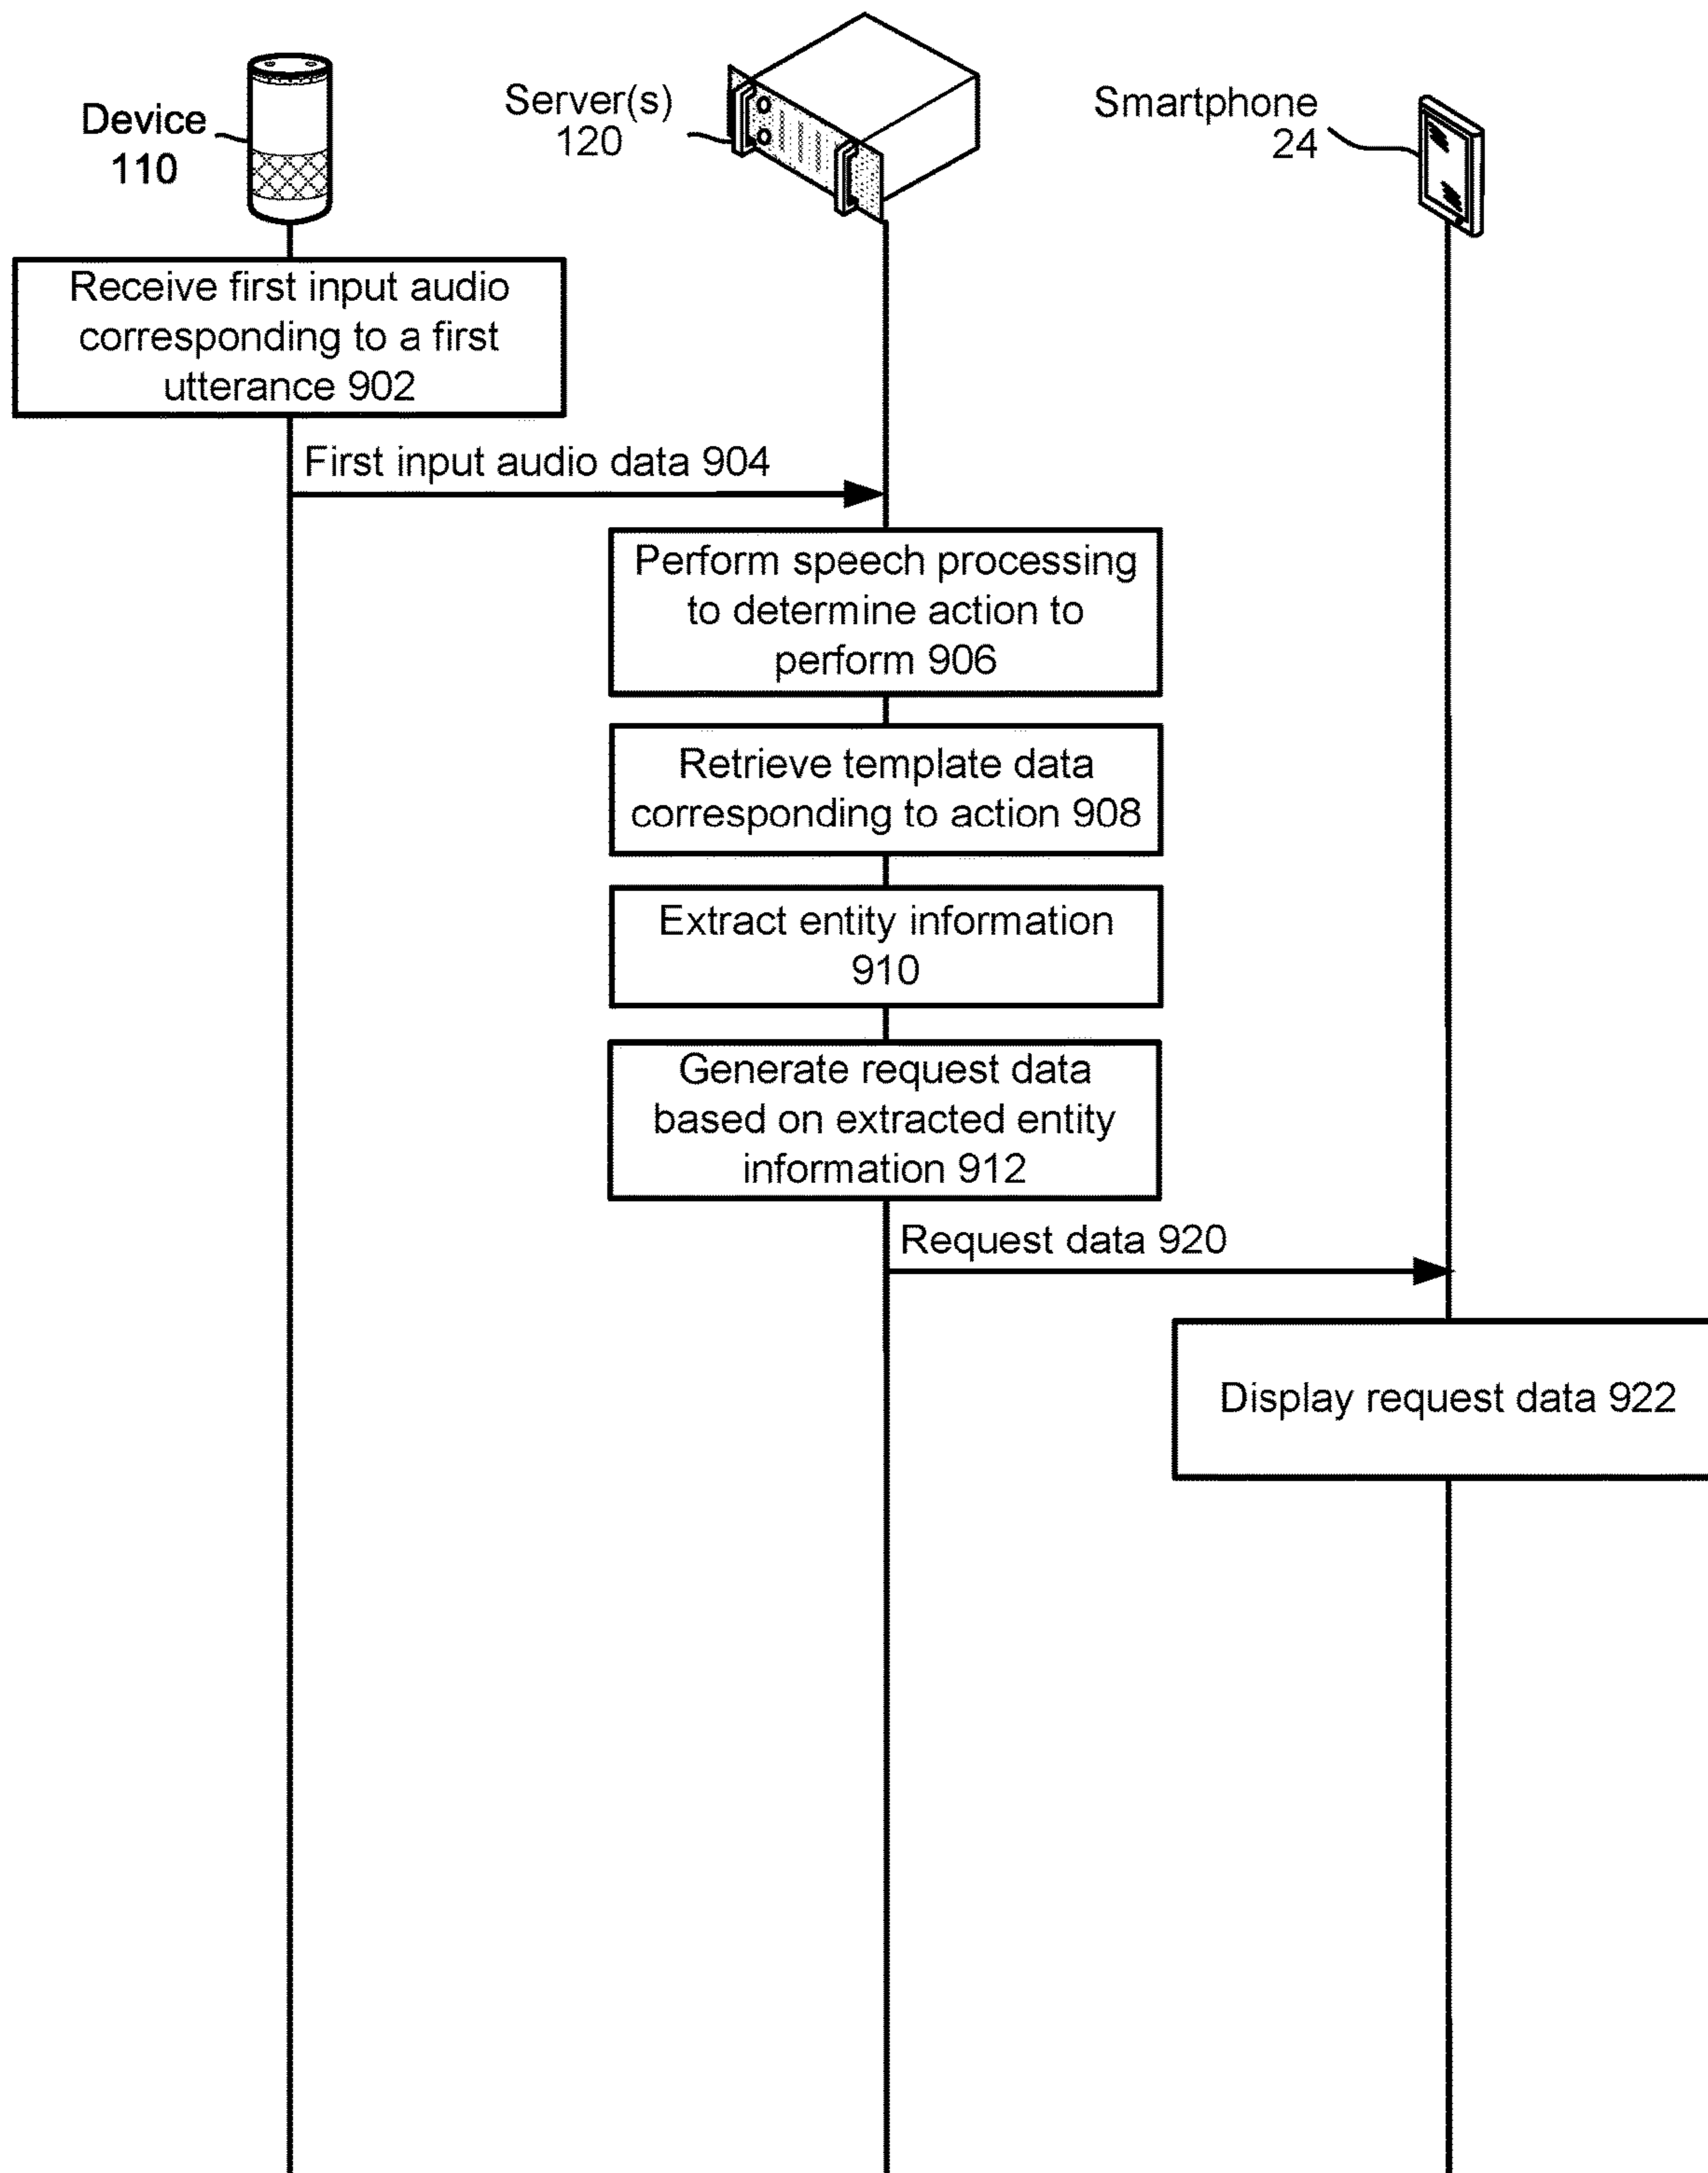 Device
110
Server(s)
120
Smartphone
24
Receive first input audio
corresponding to a first
utterance 902
First input audio data 904
Perform speech processing
to determine action to
perform 906
Retrieve template data
corresponding to action 908
Extract entity information
910
Generate request data
based on extracted entity
information 912
Request data 920
Display request data 922